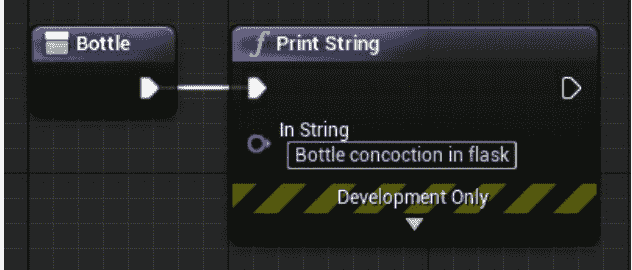 Bottle
Print String
In String
Bottle concoction in flask
Development Only